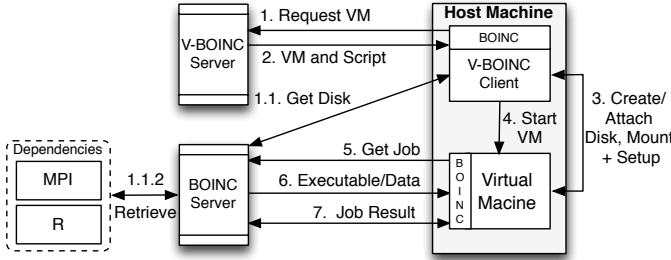 Host Machine
1. Request VM
BOINC
V-BOINC
Server
2. VM and Script
V-BOINC
Client
1.1. Get Disk
3. Create/
Attach
Disk, Mount
+ Setup
4. Start
VM
Dependencies
MPI
R
1.1.2
Retrieve
BOINC
Server
5. Get Job
6. Executable/Data
7. Job Result
BOINC
Virtual
Macine